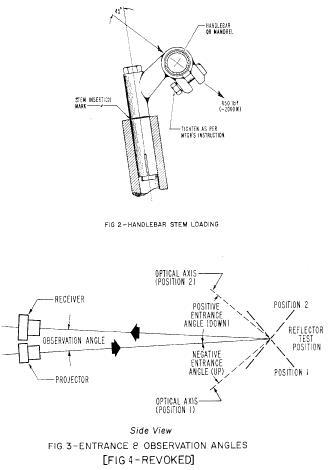 45°
HANDLEBAR
OR MANDREL
STEM INSERTION
MARK
450 lbf
(~2000N)
TIGHTEN AS PER
MFGR'S INSTRUCTION
FIG 2-HANDLEBAR STEM LOADING
OPTICAL AXIS
(POSITION 2)
RECEIVER
POSITIVE
ENTRANCE
ANGLE (DOWN)
POSITION 2
OBSERVATION ANGLE
REFLECTOR
TEST
POSITION
NEGATIVE
ENTRANCE
ANGLE (UP)
PROJECTOR
POSITION 1
OPTICAL AXIS
(POSITION 1)
Side View
FIG 3-ENTRANCE & OBSERVATION ANGLES
[FIG 4-REVOKED]